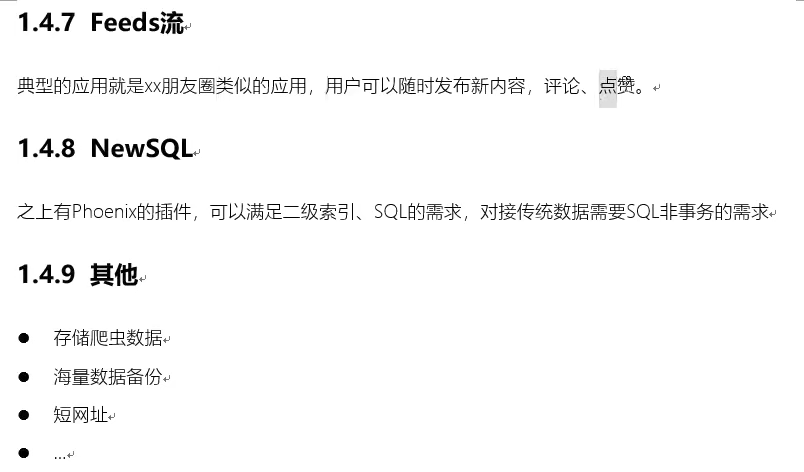 1.4.7 Feeds流
典型的应用就是xx朋友圈类似的应用，用户可以随时发布新内容，评论、点赞。
1.4.8 NewSQL
之上有Phoenix的插件，可以满足二级索引、SQL的需求，对接传统数据需要SQL非事务的需求
1.4.9 其他
● 存储爬虫数据
● 海量数据备份
● 短网址
● ...